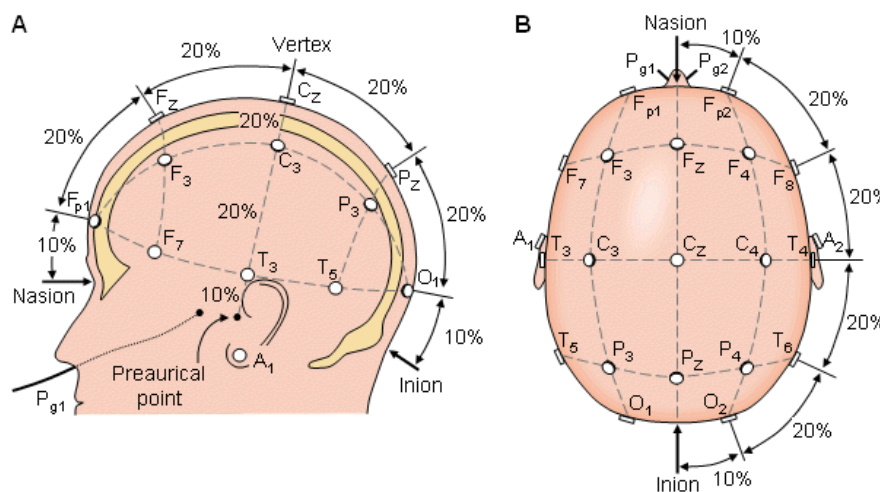 A
20%
Vertex
20%
Fz
Cz
20%
20%
F3
C3
20%
Pz
Fp1
P3
20%
20%
10%
F7
T3
T5
O1
Nasion
10%
10%
A1
Preaurical
point
Inion
Pg1
B
Nasion
10%
Pg1
Pg2
Fp1
Fp2
20%
F7
F3
Fz
F4
F8
20%
A1
T3
C3
Cz
C4
T4
A2
20%
T5
P3
Pz
P4
T6
O1
O2
20%
10%
Inion